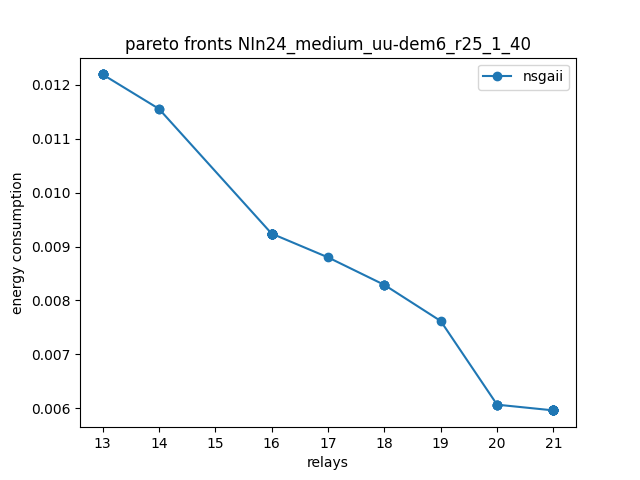 pareto fronts NIn24_medium_uu-dem6_r25_1_40
nsgaii
0.012
0.011
0.010
0.009
0.008
0.007
0.006
energy consumption
13 14 15 16 17 18 19 20 21
relays